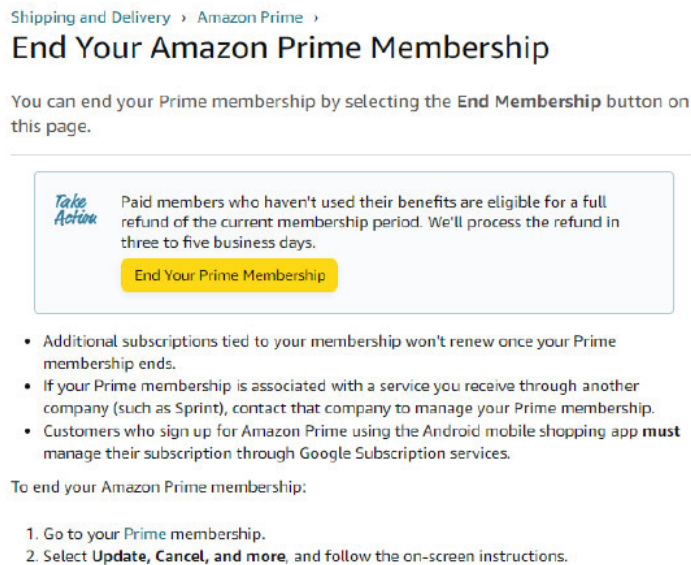 Shipping and Delivery › Amazon Prime ›
End Your Amazon Prime Membership
You can end your Prime membership by selecting the End Membership button on
this page.
Take
Action
Paid members who haven't used their benefits are eligible for a full
refund of the current membership period. We'll process the refund in
three to five business days.
End Your Prime Membership
• Additional subscriptions tied to your membership won't renew once your Prime
membership ends.
• If your Prime membership is associated with a service you receive through another
company (such as Sprint), contact that company to manage your Prime membership.
• Customers who sign up for Amazon Prime using the Android mobile shopping app must
manage their subscription through Google Subscription services.
To end your Amazon Prime membership:
1. Go to your Prime membership.
2. Select Update, Cancel, and more, and follow the on-screen instructions.